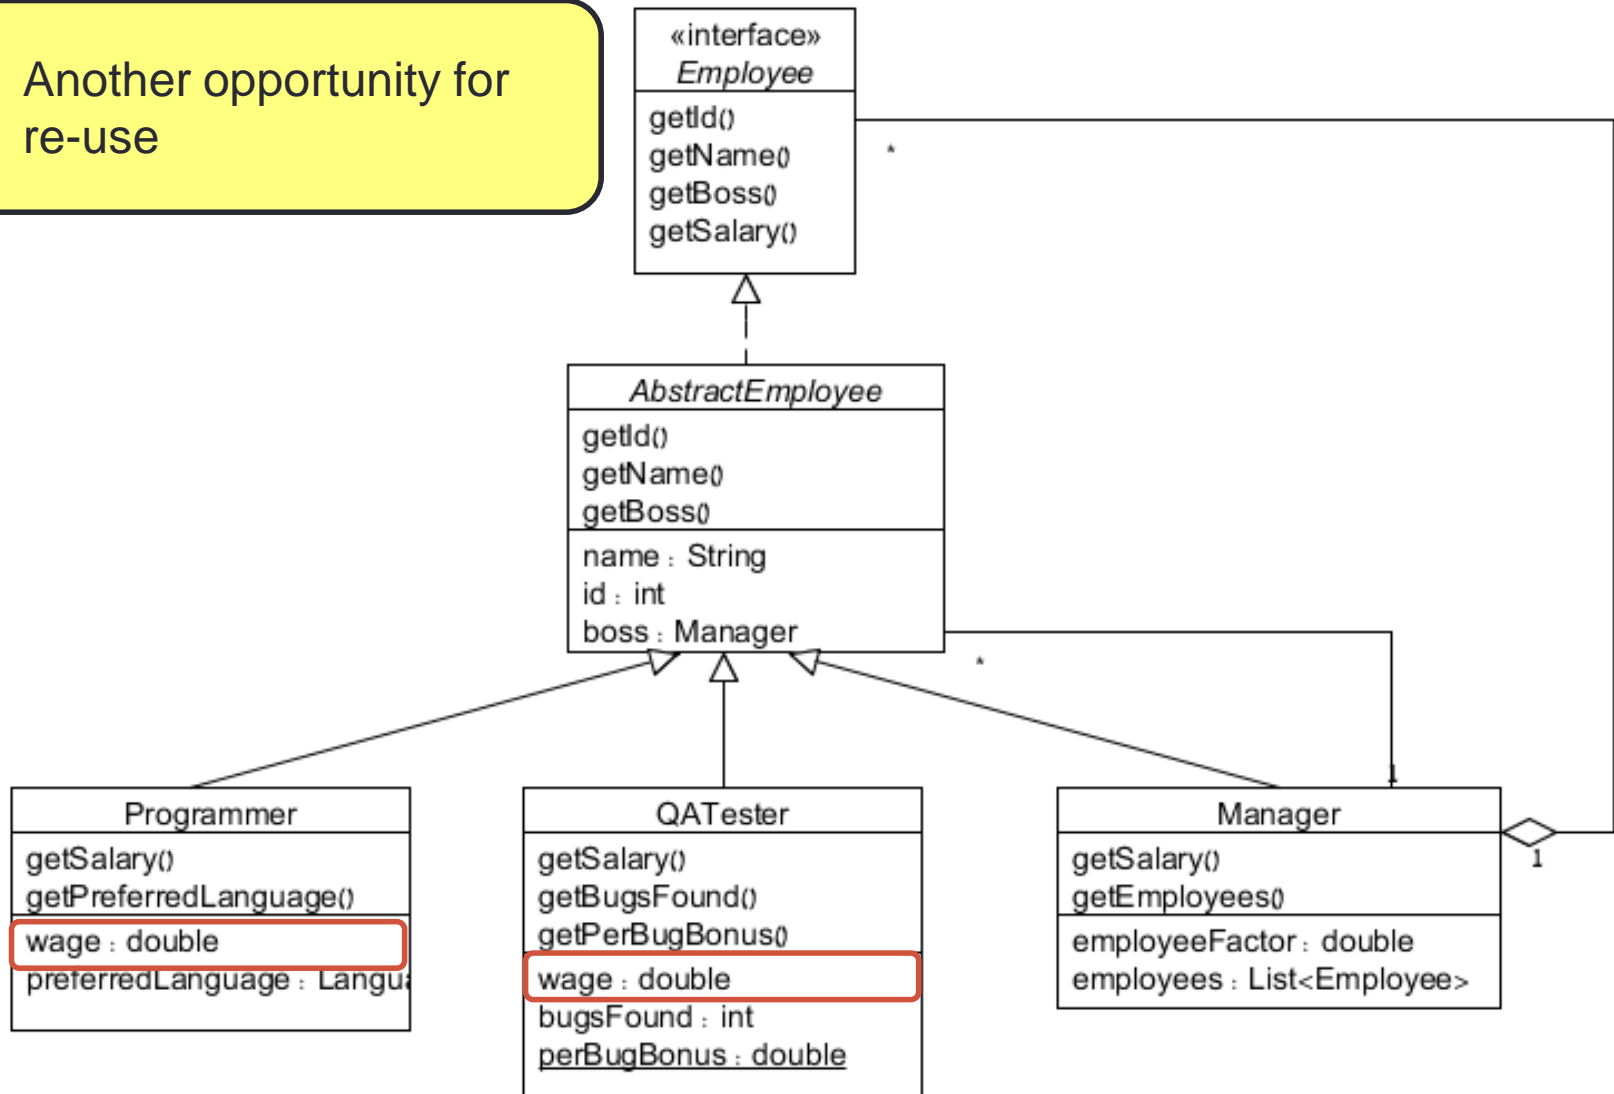 Another opportunity for
re-use
«interface»
Employee
getId()
getName()
getBoss()
getSalary()
*
AbstractEmployee
getId()
getName()
getBoss()
name : String
id : int
boss : Manager
*
1
Programmer
getSalary()
getPreferredLanguage()
wage : double
preferredLanguage : Langua
QATester
getSalary()
getBugsFound()
getPerBugBonus()
wage : double
bugsFound : int
perBugBonus : double
Manager
getSalary()
getEmployees()
employeeFactor : double
employees : List<Employee>
1